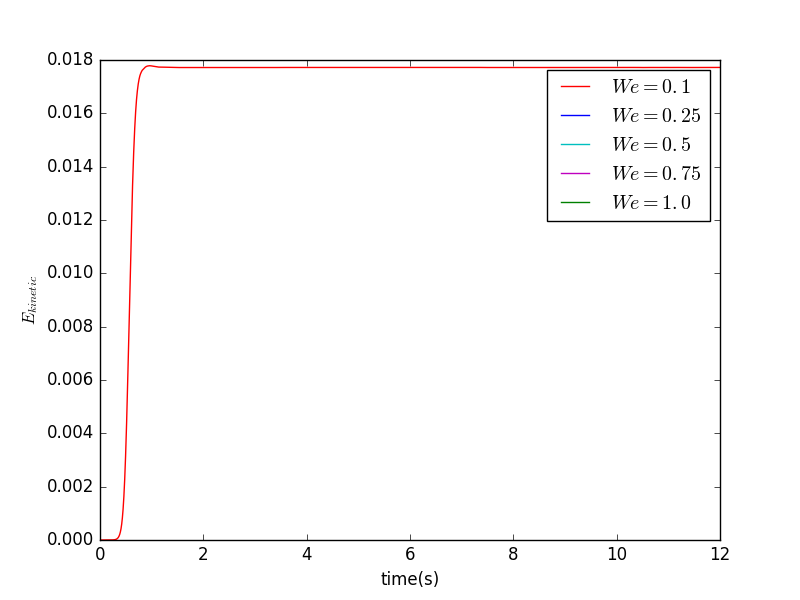 0.018
0.016
0.014
0.012
0.010
0.008
0.006
0.004
0.002
0.000
E_kinetic
0 2 4 6 8 10 12
time(s)
We = 0.1
We = 0.25
We = 0.5
We = 0.75
We = 1.0